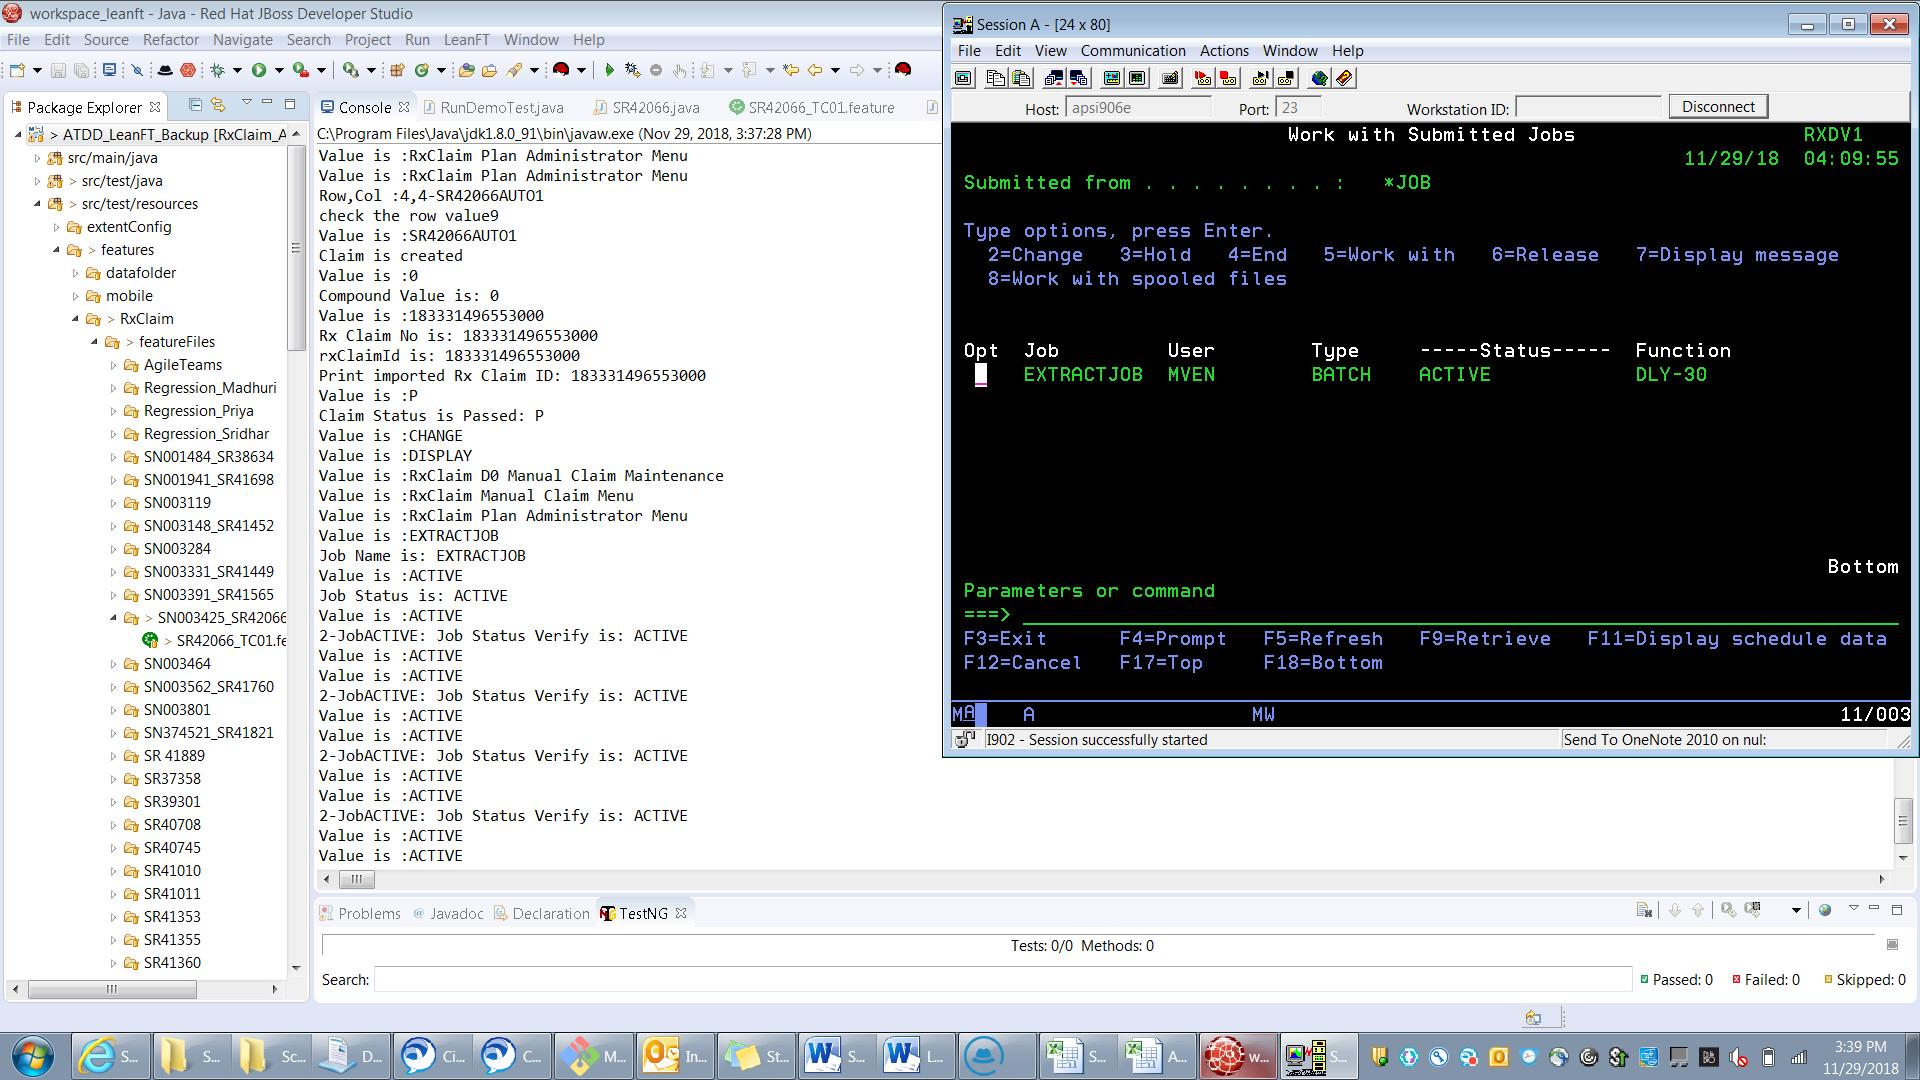 workspace_leanft - Java - Red Hat JBoss Developer Studio
File Edit Source Refactor Navigate Search Project Run LeanFT Window Help
Package Explorer
> ATDD_LeanFT_Backup [RxClaim_A
src/main/java
> src/test/java
> src/test/resources
extentConfig
> features
datafolder
mobile
> RxClaim
> featureFiles
AgileTeams
Regression_Madhuri
Regression_Priya
Regression_Sridhar
SN001484_SR38634
SN001941_SR41698
SN003119
SN003148_SR41452
SN003284
SN003331_SR41449
SN003391_SR41565
> SN003425_SR42066
> SR42066_TC01.fe
SN003464
SN003562_SR41760
SN003801
SN374521_SR41821
SR 41889
SR37358
SR39301
SR40708
SR40745
SR41010
SR41011
SR41353
SR41355
SR41360
Console RunDemoTest.java SR42066.java SR42066_TC01.feature
C:\Program Files\Java\jdk1.8.0_91\bin\javaw.exe (Nov 29, 2018, 3:37:28 PM)
Value is :RxClaim Plan Administrator Menu
Value is :RxClaim Plan Administrator Menu
Row,Col :4,4-SR42066AUTO1
check the row value9
Value is :SR42066AUTO1
Claim is created
Value is :0
Compound Value is: 0
Value is :183331496553000
Rx Claim No is: 183331496553000
rxClaimId is: 183331496553000
Print imported Rx Claim ID: 183331496553000
Value is :P
Claim Status is Passed: P
Value is :CHANGE
Value is :DISPLAY
Value is :RxClaim D0 Manual Claim Maintenance
Value is :RxClaim Manual Claim Menu
Value is :RxClaim Plan Administrator Menu
Value is :EXTRACTJOB
Job Name is: EXTRACTJOB
Value is :ACTIVE
Job Status is: ACTIVE
Value is :ACTIVE
2-JobACTIVE: Job Status Verify is: ACTIVE
Value is :ACTIVE
Value is :ACTIVE
2-JobACTIVE: Job Status Verify is: ACTIVE
Value is :ACTIVE
Value is :ACTIVE
2-JobACTIVE: Job Status Verify is: ACTIVE
Value is :ACTIVE
Value is :ACTIVE
2-JobACTIVE: Job Status Verify is: ACTIVE
Value is :ACTIVE
Value is :ACTIVE
Session A - [24 x 80]
File Edit View Communication Actions Window Help
Host: apsi906e Port: 23 Workstation ID: Disconnect
Work with Submitted Jobs RXDV1
11/29/18 04:09:55
Submitted from . . . . . . . . : *JOB
Type options, press Enter.
2=Change 3=Hold 4=End 5=Work with 6=Release 7=Display message
8=Work with spooled files
Opt Job User Type -----Status----- Function
EXTRACTJOB MVEN BATCH ACTIVE DLY-30
Bottom
Parameters or command
===>
F3=Exit F4=Prompt F5=Refresh F9=Retrieve F11=Display schedule data
F12=Cancel F17=Top F18=Bottom
MA A MW 11/003
I902 - Session successfully started Send To OneNote 2010 on nul:
Problems @ Javadoc Declaration TestNG
Tests: 0/0 Methods: 0
Search: Passed: 0 Failed: 0 Skipped: 0
S... S... Sc... D... Ci... C... M... In... St... S... L... S... A... w... S...
3:39 PM
11/29/2018